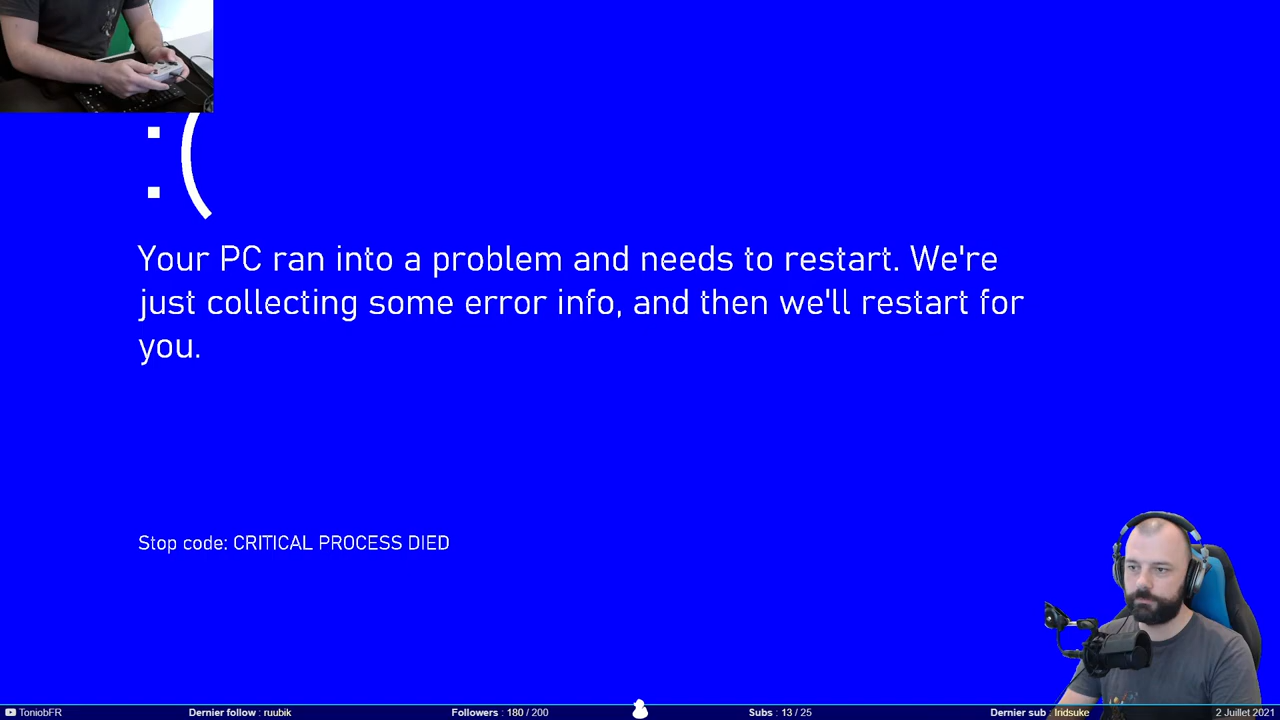 :(
Your PC ran into a problem and needs to restart. We're
just collecting some error info, and then we'll restart for
you.
Stop code: CRITICAL PROCESS DIED
ToniobFR Dernier follow : ruubik Followers : 180 / 200 Subs : 13 / 25 Dernier sub : Iridsuke 2 Juillet 2021